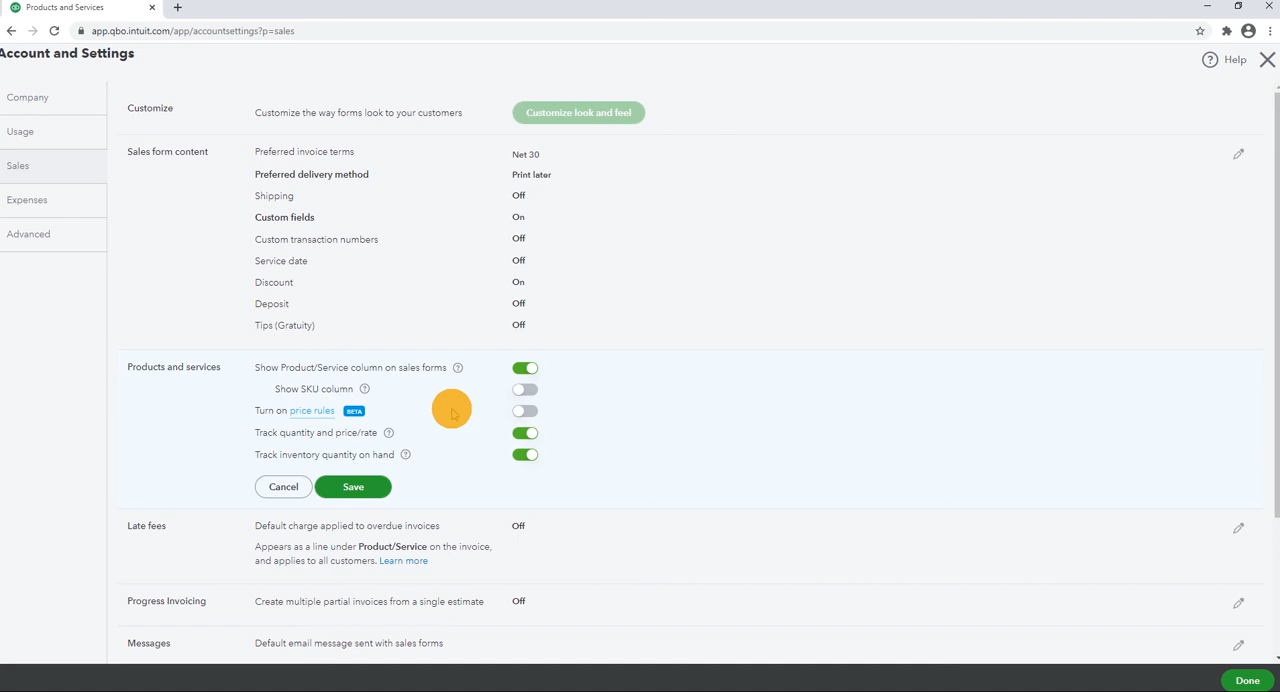 qb Products and Services
app.qbo.intuit.com/app/accountsettings?p=sales
Account and Settings
? Help
Company
Usage
Sales
Expenses
Advanced
Customize
Customize the way forms look to your customers
Customize look and feel
Sales form content
Preferred invoice terms Net 30
Preferred delivery method Print later
Shipping Off
Custom fields On
Custom transaction numbers Off
Service date Off
Discount On
Deposit Off
Tips (Gratuity) Off
Products and services
Show Product/Service column on sales forms ?
Show SKU column ?
Turn on price rules BETA
Track quantity and price/rate ?
Track inventory quantity on hand ?
Cancel Save
Late fees
Default charge applied to overdue invoices Off
Appears as a line under Product/Service on the invoice,
and applies to all customers. Learn more
Progress Invoicing
Create multiple partial invoices from a single estimate Off
Messages
Default email message sent with sales forms
Done